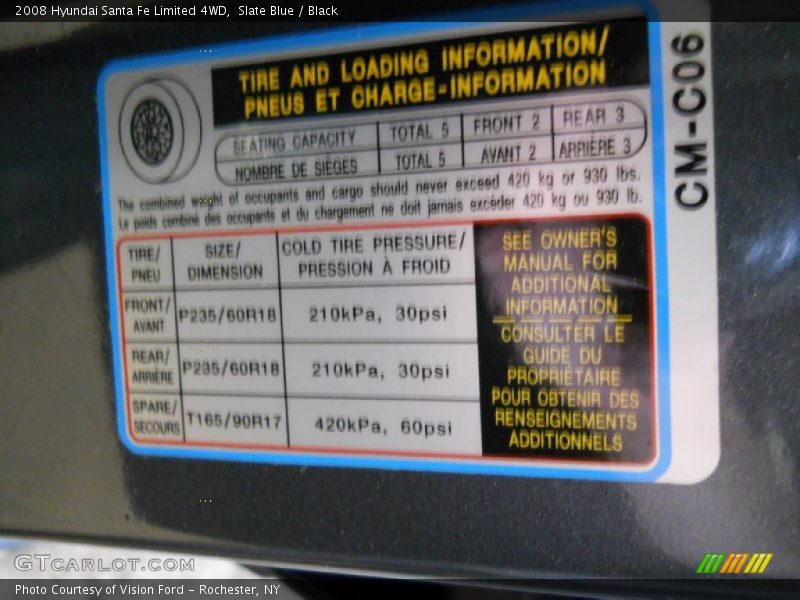 2008 Hyundai Santa Fe Limited 4WD, Slate Blue / Black
TIRE AND LOADING INFORMATION/
PNEUS ET CHARGE-INFORMATION
SEATING CAPACITY TOTAL 5 FRONT 2 REAR 3
NOMBRE DE SIÈGES TOTAL 5 AVANT 2 ARRIÈRE 3
The combined weight of occupants and cargo should never exceed 420 kg or 930 lbs.
Le poids combiné des occupants et du chargement ne doit jamais excéder 420 kg ou 930 lb.
TIRE/
PNEU
SIZE/
DIMENSION
COLD TIRE PRESSURE/
PRESSION À FROID
FRONT/
AVANT
P235/60R18
210kPa, 30psi
REAR/
ARRIÈRE
P235/60R18
210kPa, 30psi
SPARE/
SECOURS
T165/90R17
420kPa, 60psi
SEE OWNER'S
MANUAL FOR
ADDITIONAL
INFORMATION
CONSULTER LE
GUIDE DU
PROPRIÉTAIRE
POUR OBTENIR DES
RENSEIGNEMENTS
ADDITIONNELS
CM-C06
GTCARLOT.COM
Photo Courtesy of Vision Ford - Rochester, NY